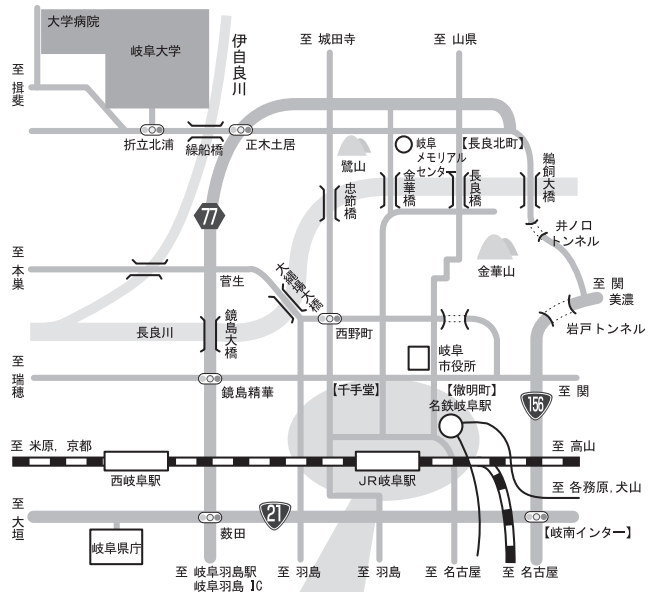 大学病院
岐阜大学
伊自良川
至 城田寺
至 山県
至 揖斐
折立北浦
繰船橋
正木土居
鷺山
岐阜
メモリアル
センター
【長良北町】
鵜飼大橋
忠節橋
金華橋
長良橋
77
井ノ口
トンネル
至 本巣
菅生
大縄場大橋
金華山
至 関
美濃
長良川
鏡島大橋
西野町
岩戸トンネル
岐阜
市役所
至 瑞穂
鏡島精華
【千手堂】
【徹明町】
名鉄岐阜駅
至 関
156
至 米原, 京都
至 高山
西岐阜駅
JR岐阜駅
至 各務原,犬山
至 大垣
21
薮田
【岐南インター】
岐阜県庁
至 岐阜羽島駅
岐阜羽島 IC
至 羽島
至 羽島
至 名古屋
至 名古屋